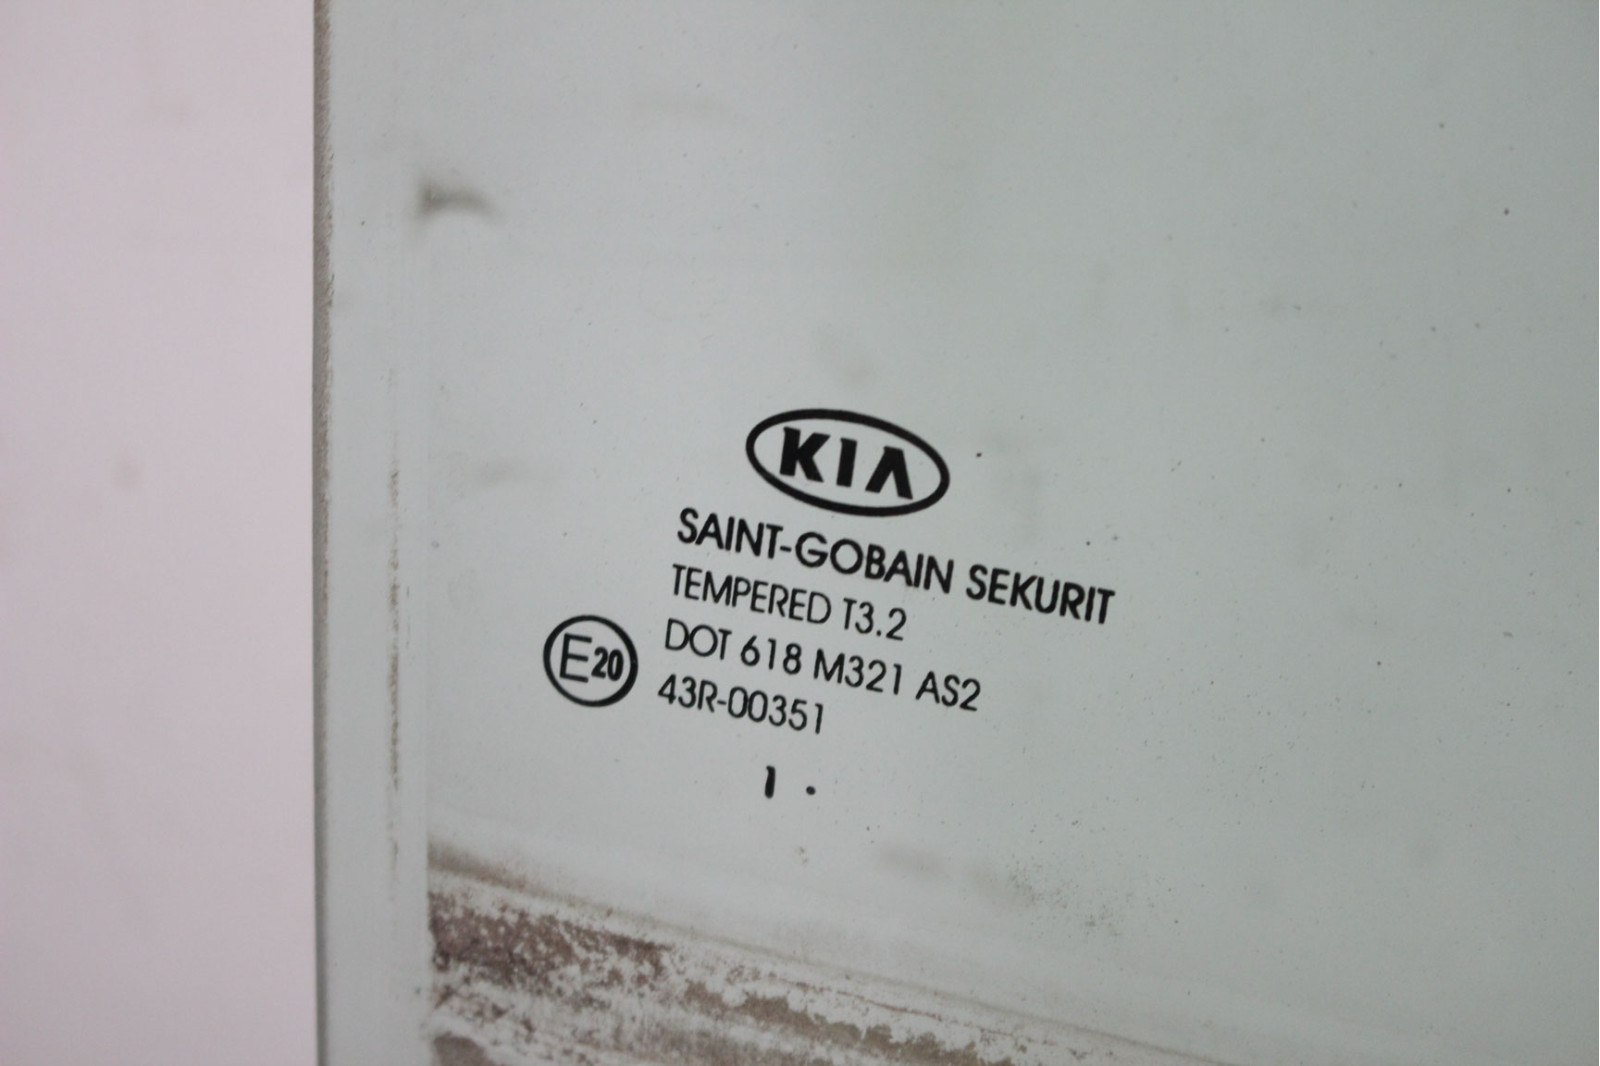 KIA
SAINT-GOBAIN SEKURIT
TEMPERED T3.2
DOT 618 M321 AS2
E20
43R-00351
1 .